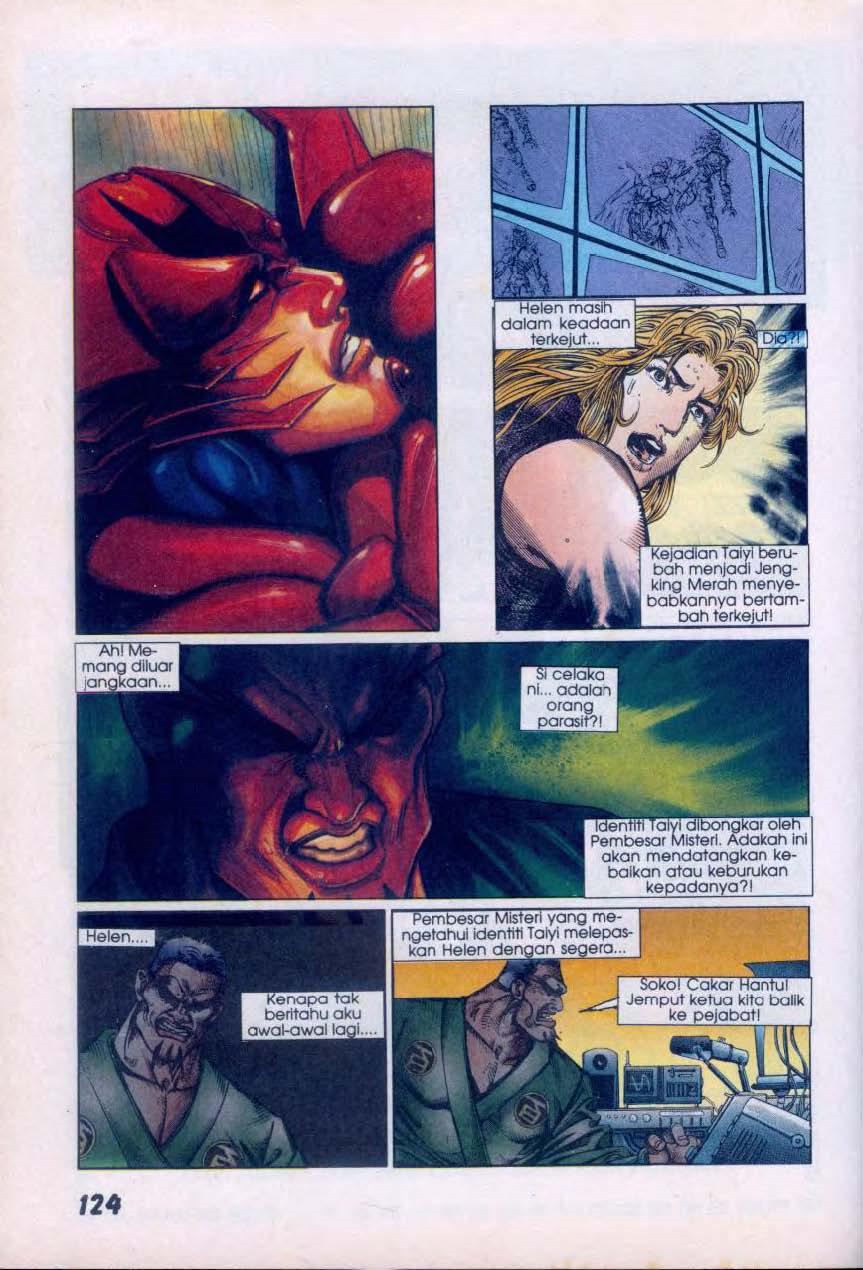 Helen masih
dalam keadaan
terkejut...
Dia?!
Kejadian Taiyi beru-
bah menjadi Jeng-
king Merah menye-
babkannya bertam-
bah terkejut!
Ah! Me-
mang diluar
jangkaan...
Si celaka
ni... adalah
orang
parasit?!
Identiti Taiyi dibongkar oleh
Pembesar Misteri. Adakah ini
akan mendatangkan ke-
baikan atau keburukan
kepadanya?!
Helen....
Kenapa tak
beritahu aku
awal-awal lagi....
Pembesar Misteri yang me-
ngetahui identiti Taiyi melepas-
kan Helen dengan segera...
Soko! Cakar Hantu!
Jemput ketua kita balik
ke pejabat!
124